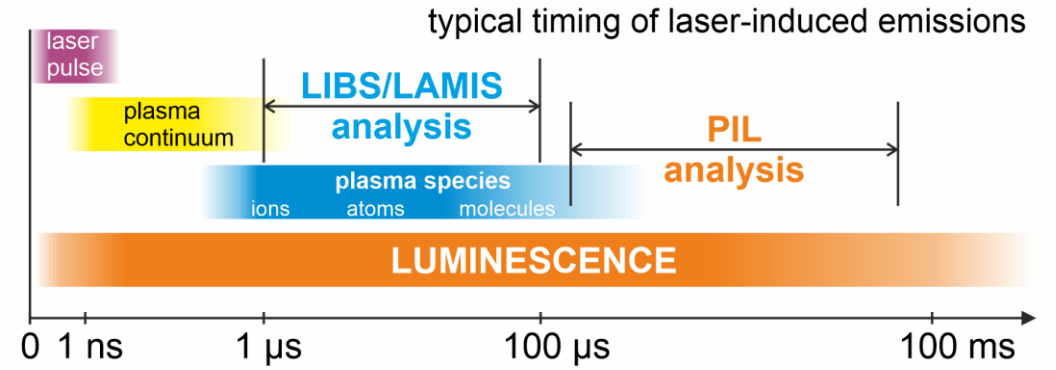 typical timing of laser-induced emissions
laser
pulse
plasma
continuum
LIBS/LAMIS
analysis
PIL
analysis
plasma species
ions atoms molecules
LUMINESCENCE
0 1 ns 1 µs 100 µs 100 ms